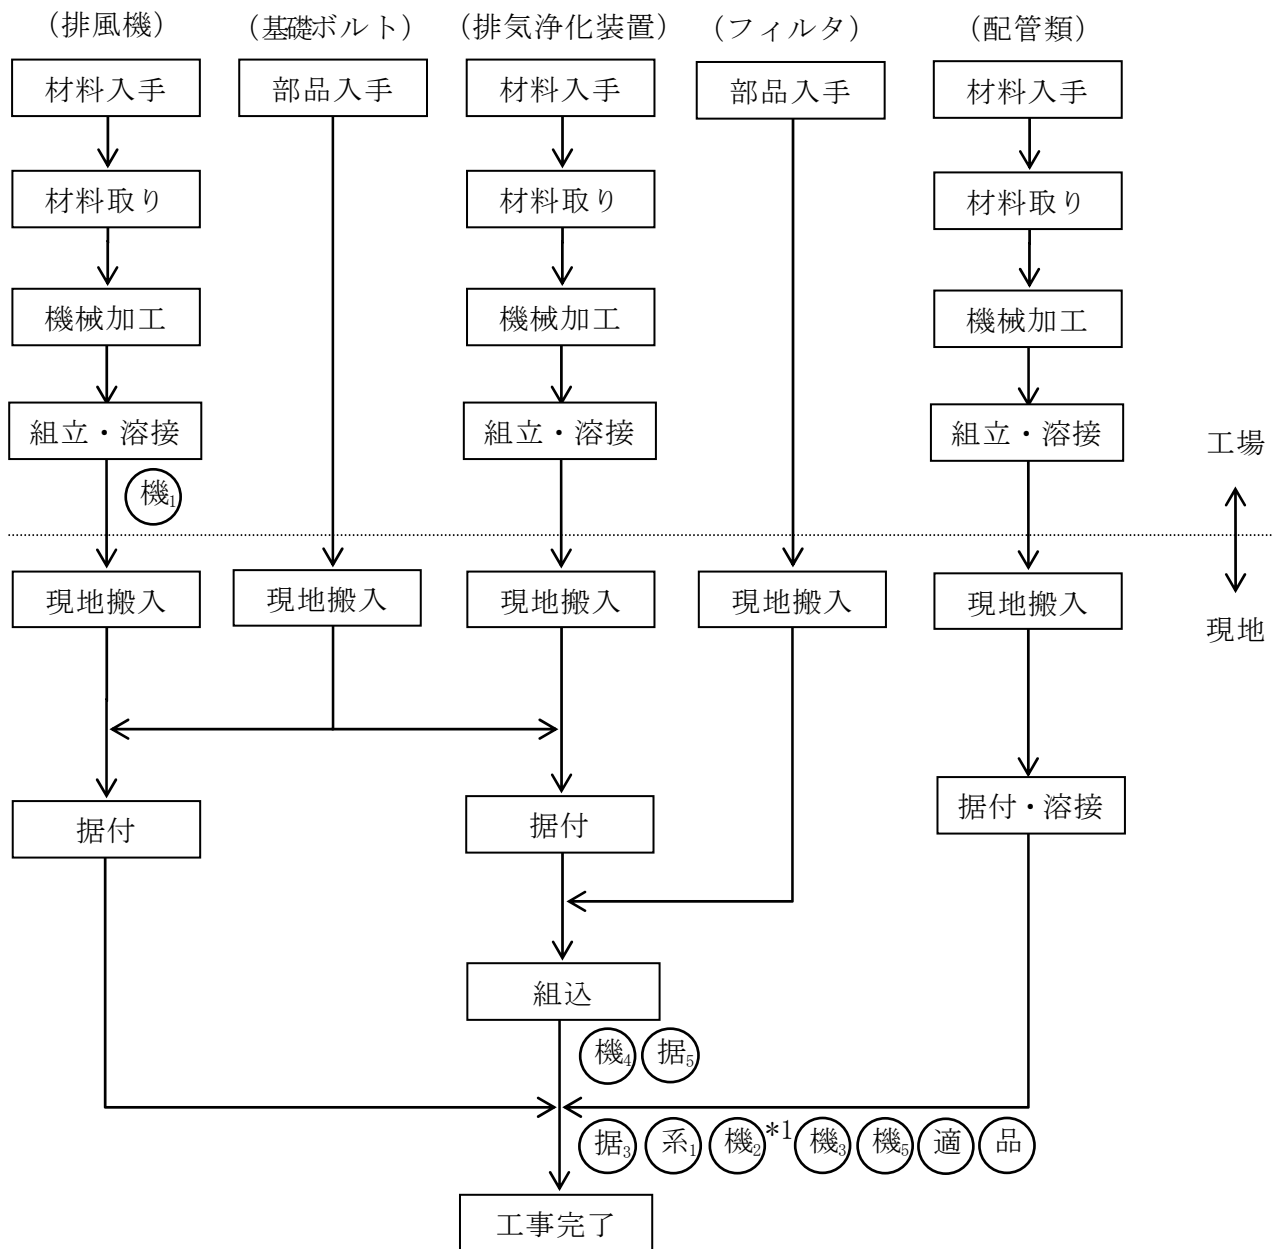 (排風機) (基礎ボルト) (排気浄化装置) (フィルタ) (配管類)
材料入手 部品入手 材料入手 部品入手 材料入手
材料取り 材料取り 材料取り
機械加工 機械加工 機械加工
組立・溶接 組立・溶接 組立・溶接
工場
機1
現地搬入 現地搬入 現地搬入 現地搬入 現地搬入
現地
据付 据付 据付・溶接
組込
機4 据5
据3 系1 機2*1 機3 機5 適 品
工事完了